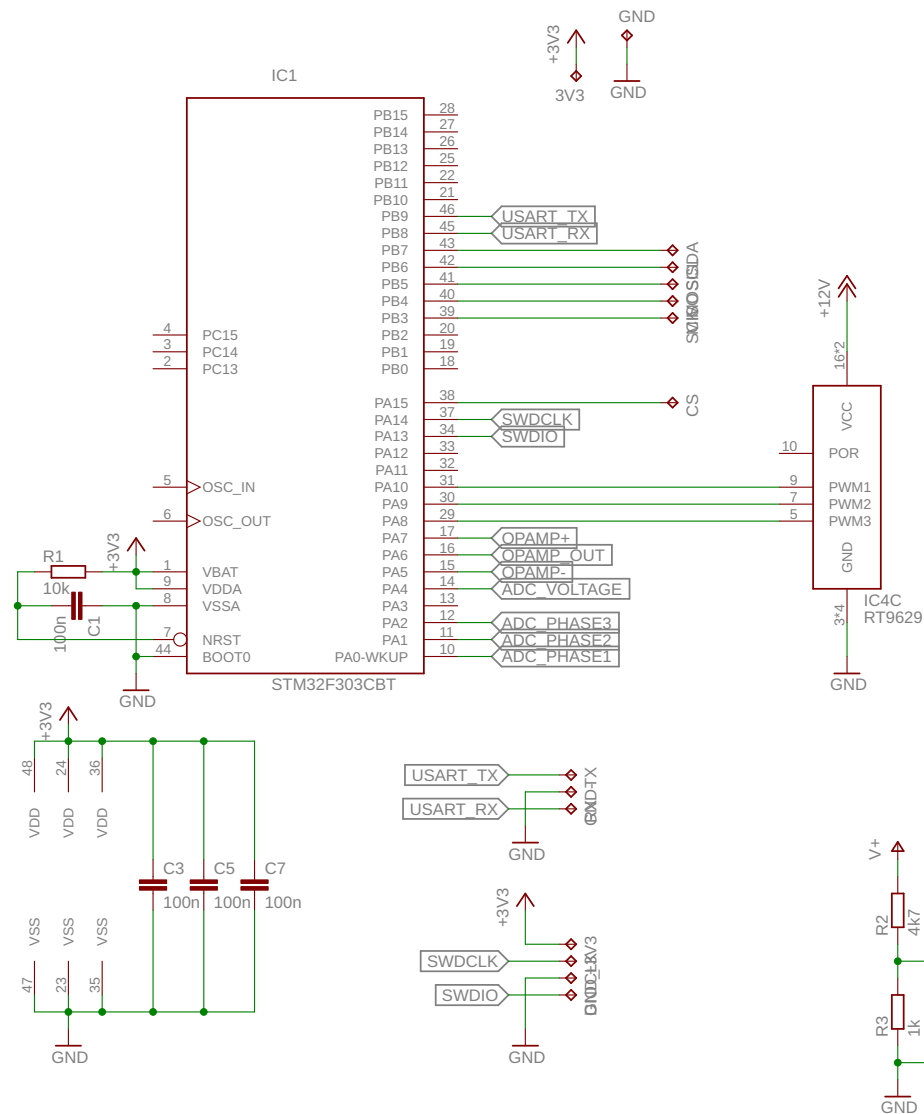 GND
+3V3
3V3
GND
IC1
PB15 28
PB14 27
PB13 26
PB12 25
PB11 22
PB10 21
PB9 46 USART_TX
PB8 45 USART_RX
PB7 43
PB6 42
PB5 41
PB4 40
PB3 39
PB2 20
PB1 19
PB0 18
4 PC15
3 PC14
2 PC13
PA15 38 CS
PA14 37 SWDCLK
PA13 34 SWDIO
PA12 33
PA11 32
PA10 31
PA9 30
PA8 29
PA7 17 OPAMP+
PA6 16 OPAMP_OUT
PA5 15 OPAMP-
PA4 14 ADC_VOLTAGE
PA3 13
PA2 12 ADC_PHASE3
PA1 11 ADC_PHASE2
PA0-WKUP 10 ADC_PHASE1
5 OSC_IN
6 OSC_OUT
+3V3
R1
10k
100n
C1
1 VBAT
9 VDDA
8 VSSA
7 NRST
44 BOOT0
GND
STM32F303CBT
+12V
16*2
VCC
10 POR
9 PWM1
7 PWM2
5 PWM3
GND
3*4
IC4C
RT9629
GND
+3V3
48 24 36
VDD VDD VDD
C3 C5 C7
100n 100n 100n
VSS VSS VSS
47 23 35
GND
USART_TX
USART_RX
TX
GND
+3V3
SWDCLK
SWDIO
GND
V+
R2
4k7
R3
1k
GND